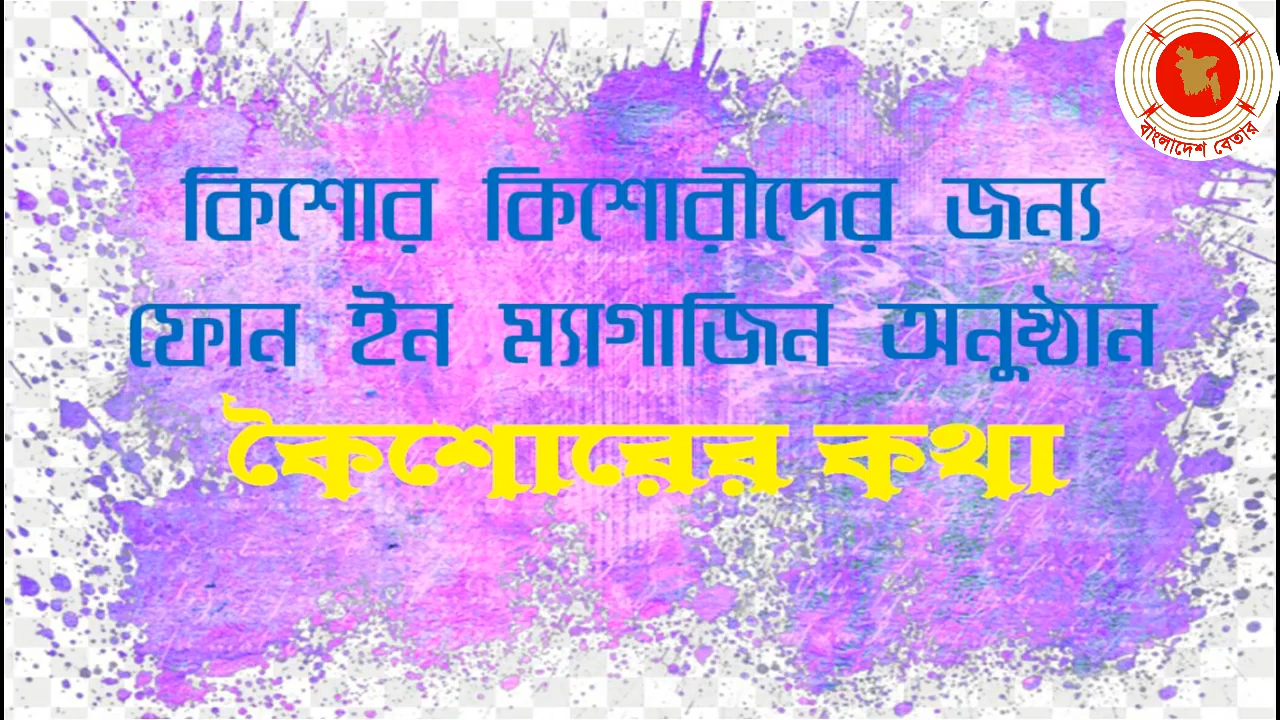 বাংলাদেশ বেতার
কিশোর কিশোরীদের জন্য
ফোন ইন ম্যাগাজিন অনুষ্ঠান
কৈশোরের কথা